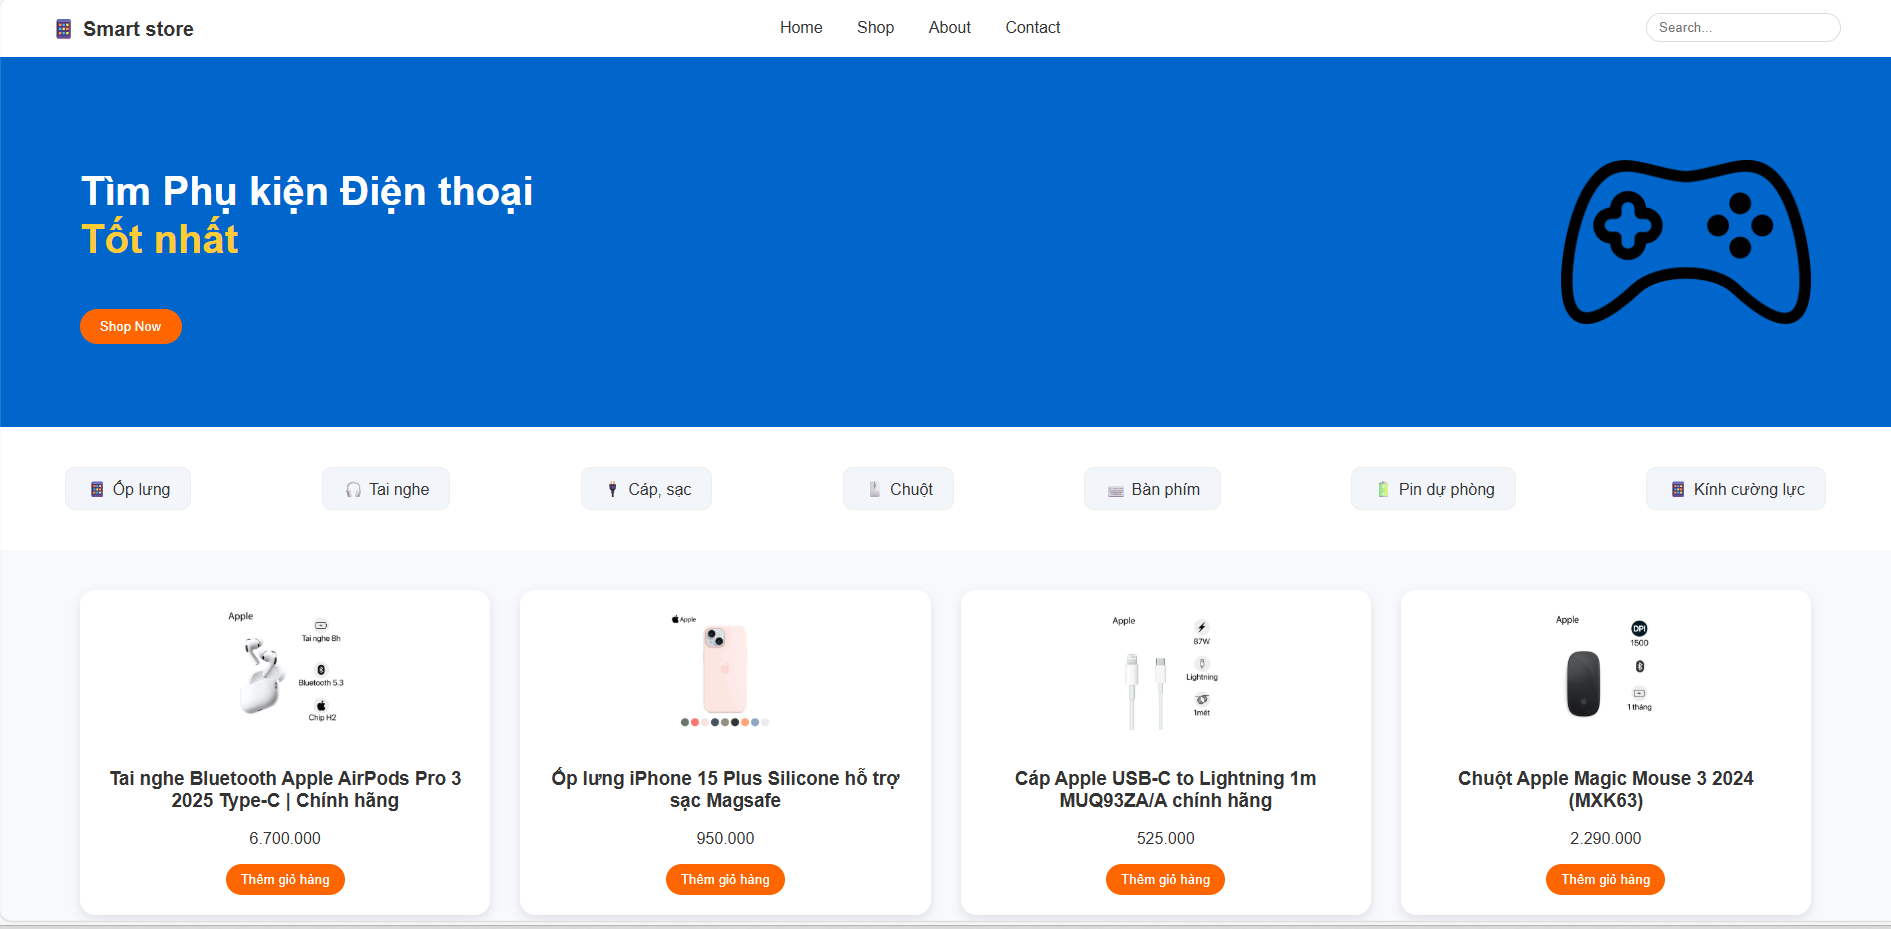 Smart store
Home
Shop
About
Contact
Search...
Tìm Phụ kiện Điện thoại
Tốt nhất
Shop Now
Ốp lưng
Tai nghe
Cáp, sạc
Chuột
Bàn phím
Pin dự phòng
Kính cường lực
Apple
Tai nghe 8h
Bluetooth 5.3
Chip H2
Tai nghe Bluetooth Apple AirPods Pro 3
2025 Type-C | Chính hãng
6.700.000
Thêm giỏ hàng
Apple
Ốp lưng iPhone 15 Plus Silicone hỗ trợ
sạc Magsafe
950.000
Thêm giỏ hàng
Apple
87W
Lightning
1mét
Cáp Apple USB-C to Lightning 1m
MUQ93ZA/A chính hãng
525.000
Thêm giỏ hàng
Apple
DPI
1500
1 tháng
Chuột Apple Magic Mouse 3 2024
(MXK63)
2.290.000
Thêm giỏ hàng